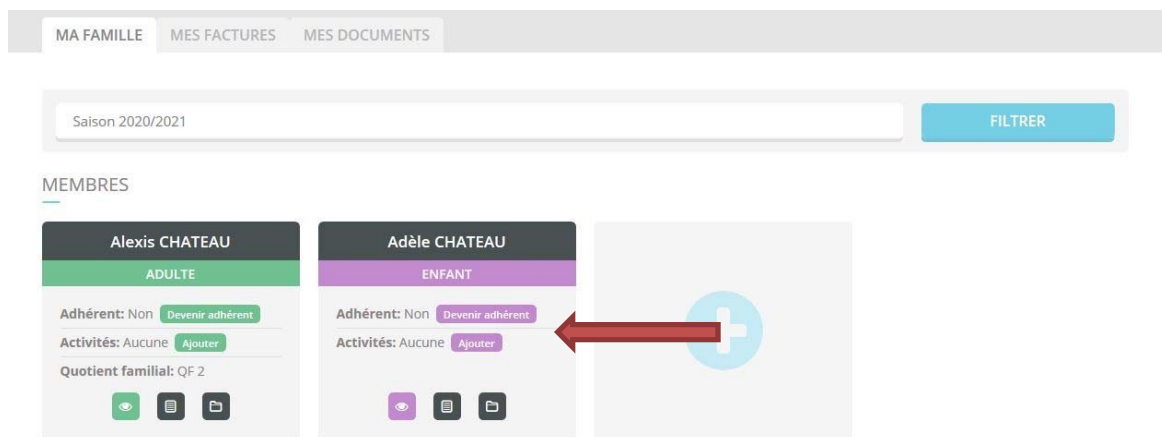 MA FAMILLE MES FACTURES MES DOCUMENTS
Saison 2020/2021 FILTRER
MEMBRES
Alexis CHATEAU
ADULTE
Adhérent: Non Devenir adhérent
Activités: Aucune Ajouter
Quotient familial: QF 2
Adèle CHATEAU
ENFANT
Adhérent: Non Devenir adhérent
Activités: Aucune Ajouter